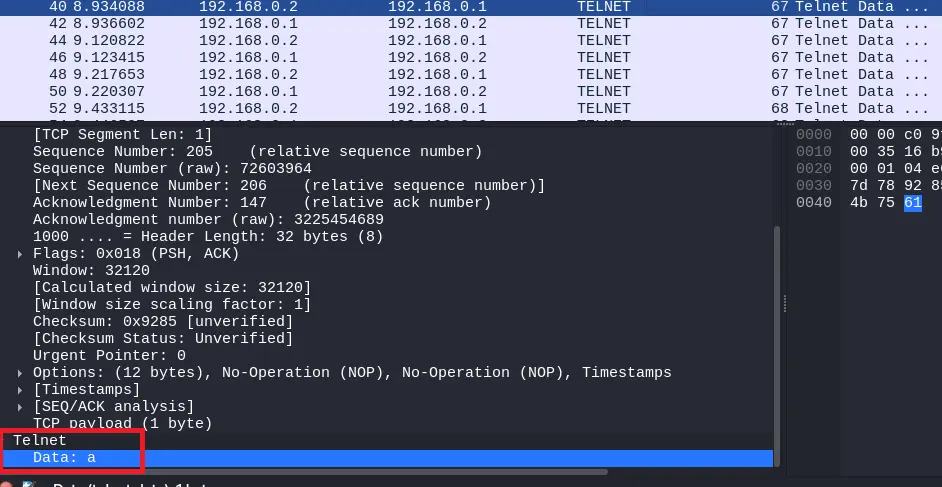 40 8.934088 192.168.0.2 192.168.0.1 TELNET 67 Telnet Data ...
42 8.936602 192.168.0.1 192.168.0.2 TELNET 67 Telnet Data ...
44 9.120822 192.168.0.2 192.168.0.1 TELNET 67 Telnet Data ...
46 9.123415 192.168.0.1 192.168.0.2 TELNET 67 Telnet Data ...
48 9.217653 192.168.0.2 192.168.0.1 TELNET 67 Telnet Data ...
50 9.220307 192.168.0.1 192.168.0.2 TELNET 67 Telnet Data ...
52 9.433115 192.168.0.2 192.168.0.1 TELNET 68 Telnet Data ...
[TCP Segment Len: 1]
Sequence Number: 205 (relative sequence number)
Sequence Number (raw): 72603964
[Next Sequence Number: 206 (relative sequence number)]
Acknowledgment Number: 147 (relative ack number)
Acknowledgment number (raw): 3225454689
1000 .... = Header Length: 32 bytes (8)
Flags: 0x018 (PSH, ACK)
Window: 32120
[Calculated window size: 32120]
[Window size scaling factor: 1]
Checksum: 0x9285 [unverified]
[Checksum Status: Unverified]
Urgent Pointer: 0
Options: (12 bytes), No-Operation (NOP), No-Operation (NOP), Timestamps
[Timestamps]
[SEQ/ACK analysis]
TCP payload (1 byte)
Telnet
Data: a
0000 00 00 c0
0010 00 35 16
0020 00 01 04
0030 7d 78 92
0040 4b 75 61